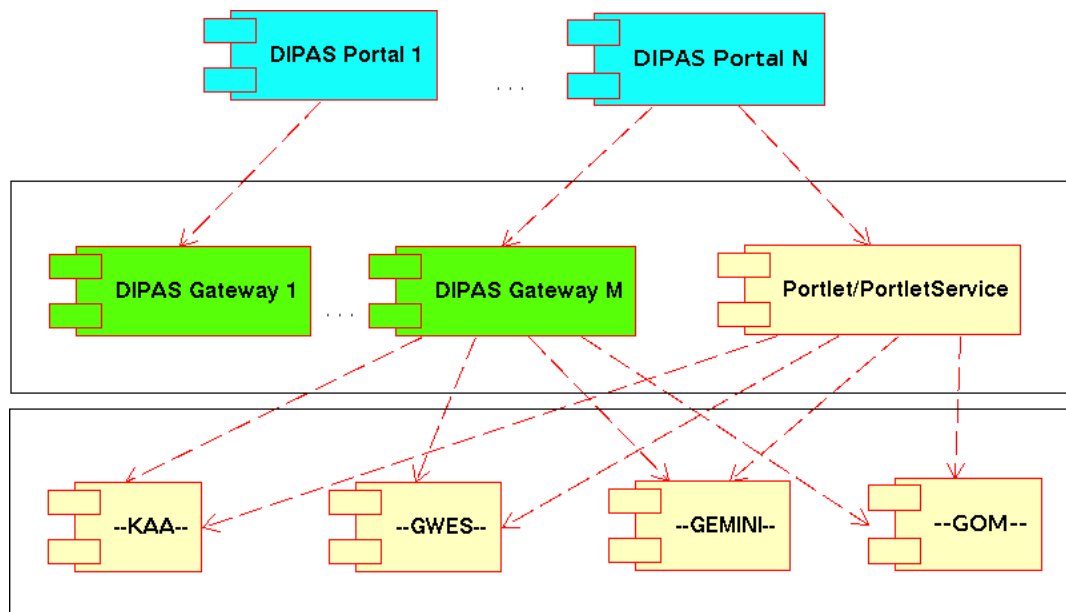 DIPAS Portal 1
DIPAS Portal N
. . .
DIPAS Gateway 1
. . .
DIPAS Gateway M
Portlet/PortletService
--KAA--
--GWES--
--GEMINI--
--GOM--